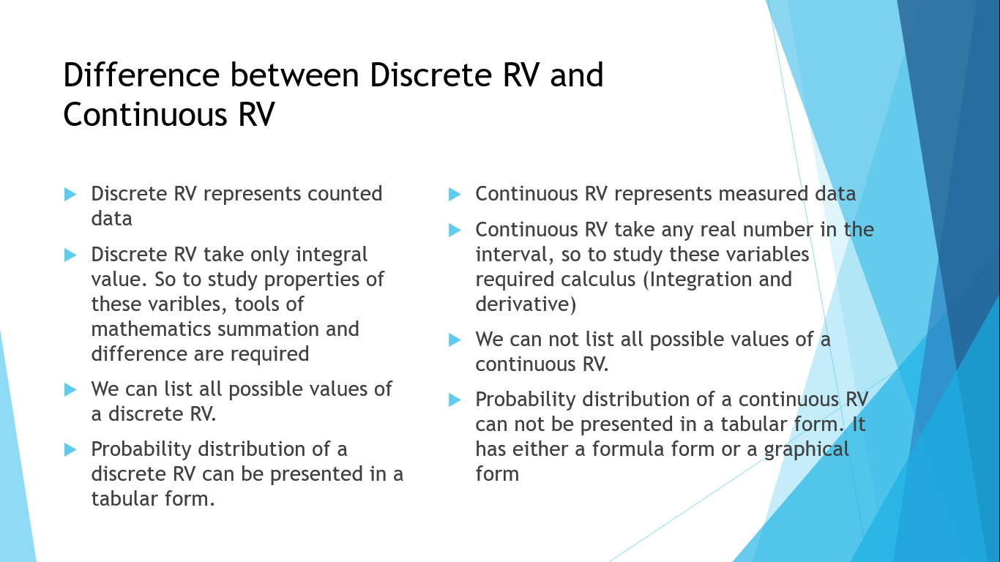 Difference between Discrete RV and
Continuous RV
Discrete RV represents counted
data
Discrete RV take only integral
value. So to study properties of
these varibles, tools of
mathematics summation and
difference are required
We can list all possible values of
a discrete RV.
Probability distribution of a
discrete RV can be presented in a
tabular form.
Continuous RV represents measured data
Continuous RV take any real number in the
interval, so to study these variables
required calculus (Integration and
derivative)
We can not list all possible values of a
continuous RV.
Probability distribution of a continuous RV
can not be presented in a tabular form. It
has either a formula form or a graphical
form